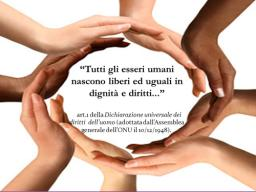 “Tutti gli esseri umani
nascono liberi ed uguali in
dignità e diritti...”
art.1 della Dichiarazione universale dei
diritti dell'uomo (adottata dall'Assemblea
generale dell'ONU il 10/12/1948).